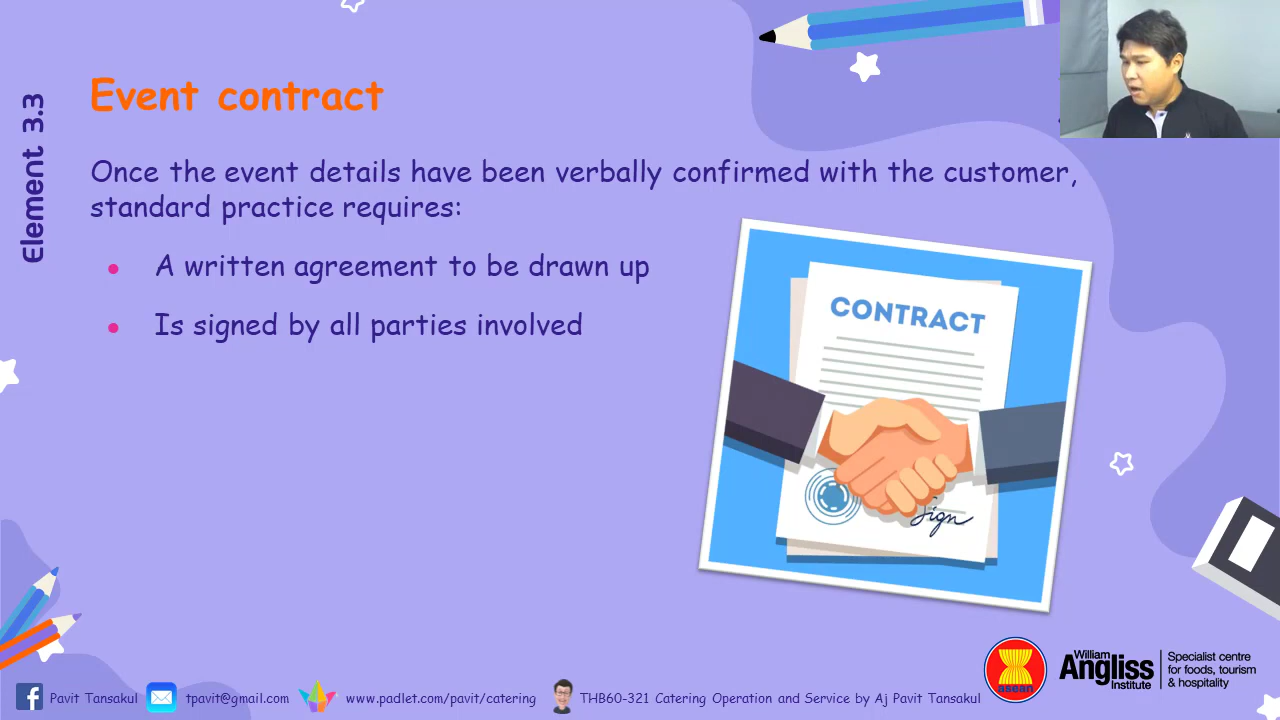 Element 3.3
Event contract
Once the event details have been verbally confirmed with the customer,
standard practice requires:
A written agreement to be drawn up
Is signed by all parties involved
CONTRACT
Sign
Pavit Tansakul
tpavit@gmail.com
www.padlet.com/pavit/catering
THB60-321 Catering Operation and Service by Aj Pavit Tansakul
asean
William
Angliss
Institute
Specialist centre
for foods, tourism
& hospitality